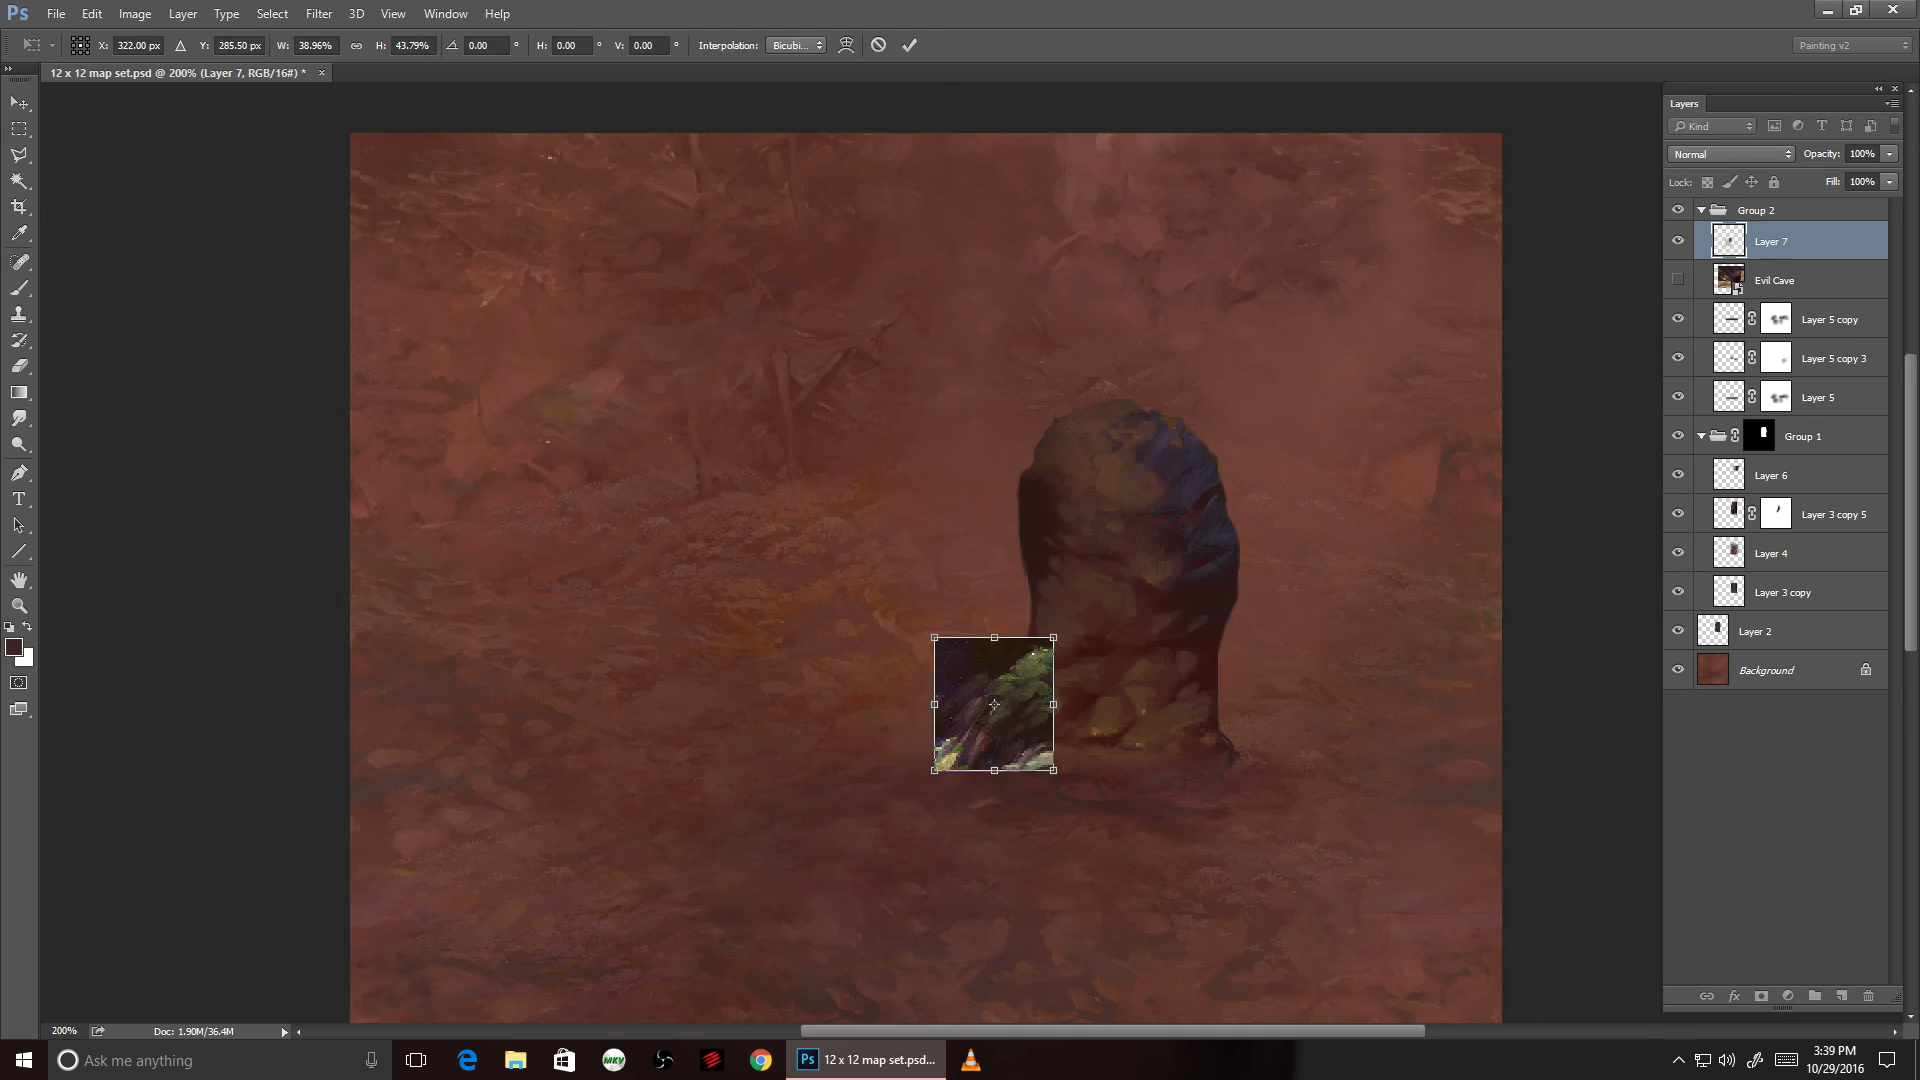 Ps File Edit Image Layer Type Select Filter 3D View Window Help
X: 322.00 px Y: 285.50 px W: 38.96% H: 43.79% 0.00 ° H: 0.00 ° V: 0.00 ° Interpolation: Bicubi... Painting v2
12 x 12 map set.psd @ 200% (Layer 7, RGB/16#) *
Layers
Kind
Normal Opacity: 100%
Lock: Fill: 100%
Group 2
Layer 7
Evil Cave
Layer 5 copy
Layer 5 copy 3
Layer 5
Group 1
Layer 6
Layer 3 copy 5
Layer 4
Layer 3 copy
Layer 2
Background
200% Doc: 1.90M/36.4M
Ask me anything MKV Ps 12 x 12 map set.psd... 3:39 PM
10/29/2016